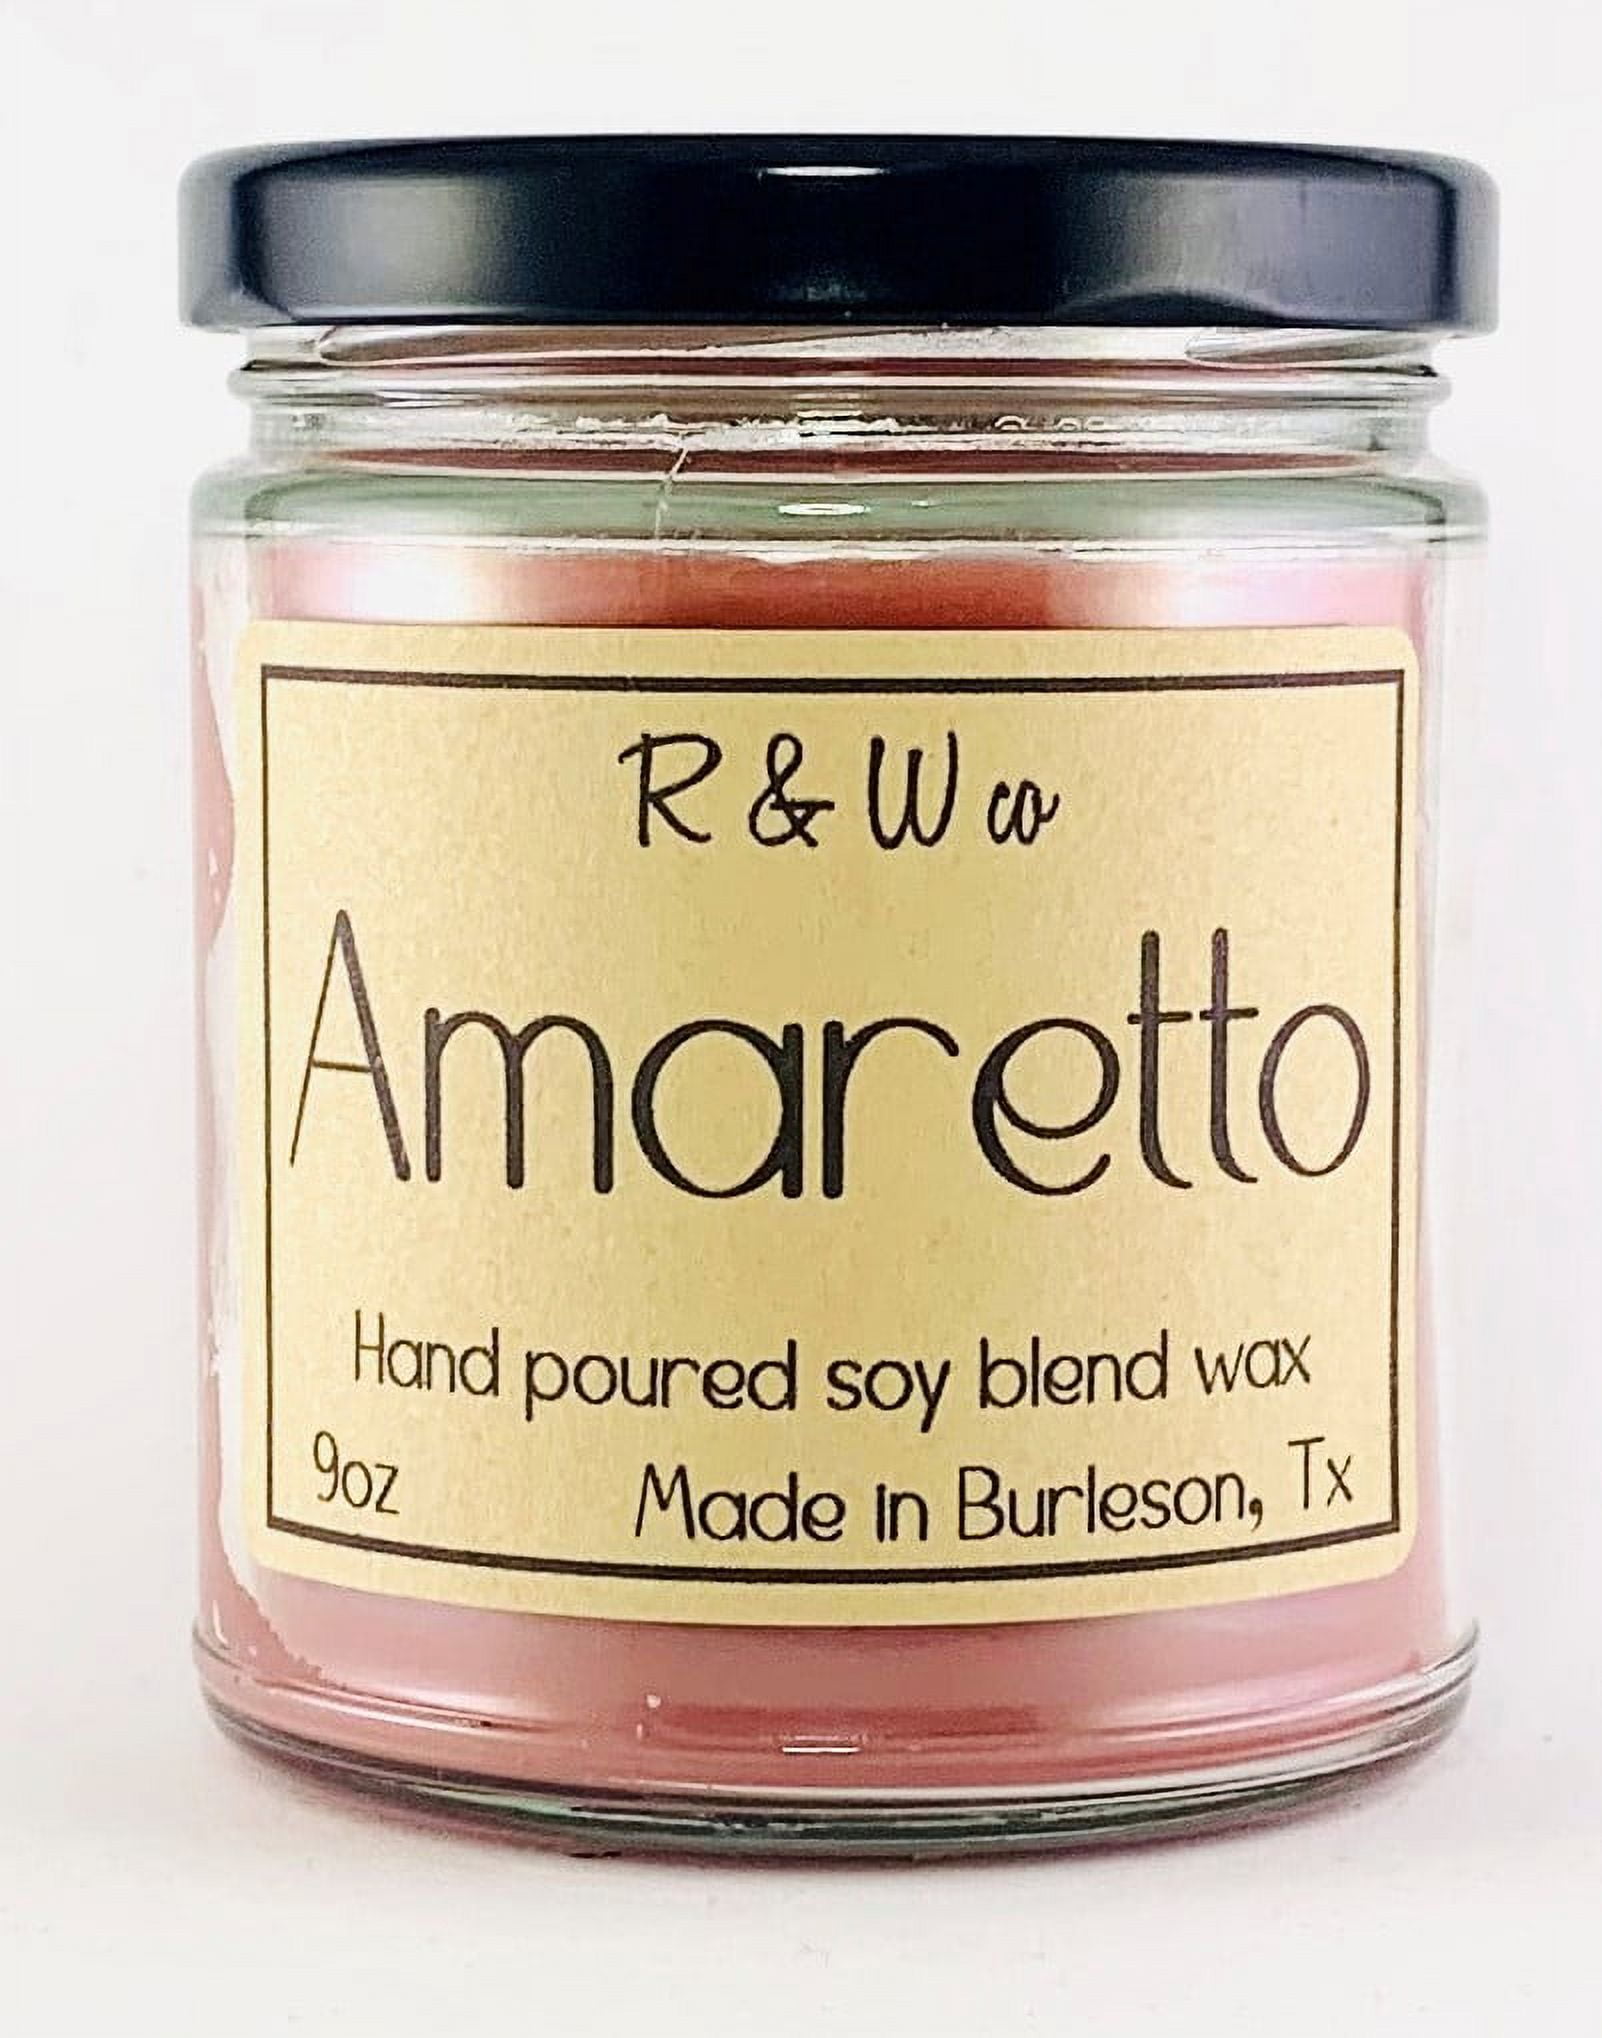 R & W co
Amaretto
Hand poured soy blend wax
9oz Made in Burleson, Tx